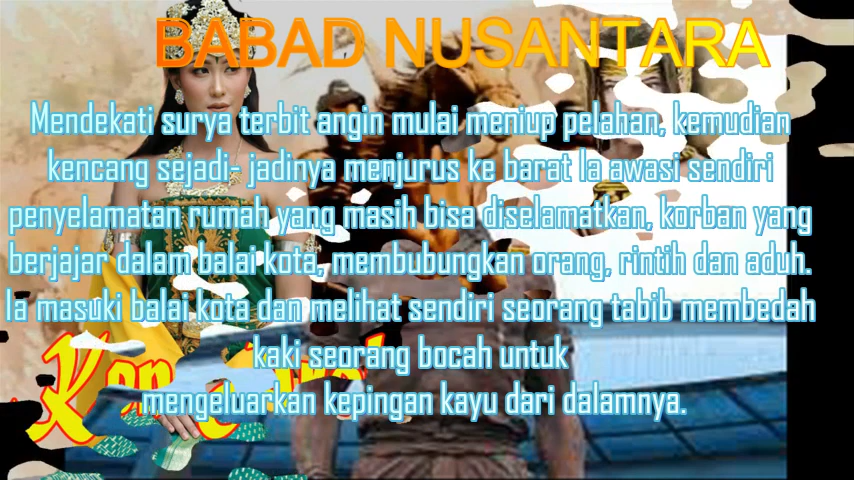 BABAD NUSANTARA
Mendekati surya terbit angin mulai meniup pelahan, kemudian
kencang sejadi- jadinya menjurus ke barat Ia awasi sendiri
penyelamatan rumah yang masih bisa diselamatkan, korban yang
berjajar dalam balai kota, membubungkan orang, rintih dan aduh.
Ia masuki balai kota dan melihat sendiri seorang tabib membedah
kaki seorang bocah untuk
mengeluarkan kepingan kayu dari dalamnya.